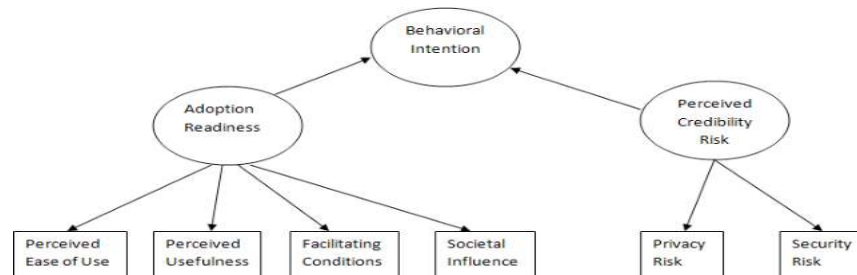 Behavioral
Intention
Adoption
Readiness
Perceived
Credibility
Risk
Perceived
Ease of Use
Perceived
Usefulness
Facilitating
Conditions
Societal
Influence
Privacy
Risk
Security
Risk